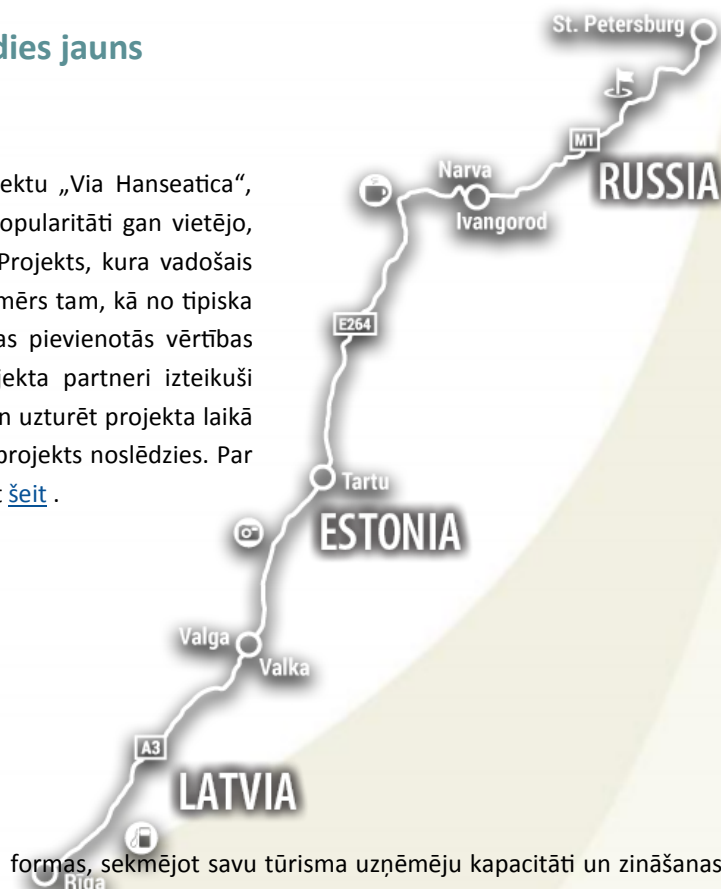 dies jauns
ektu „Via Hanseatica“,
opularitāti gan vietējo,
Projekts, kura vadošais
mērs tam, kā no tipiska
as pievienotās vērtības
jekta partneri izteikuši
n uzturēt projekta laikā
projekts noslēdzies. Par
t šeit .
St. Petersburg
M1
RUSSIA
Narva
Ivangorod
E264
Tartu
ESTONIA
Valga
Valka
A3
LATVIA
formas, sekmējot savu tūrisma uzņēmēju kapacitāti un zināšanas
Rīga